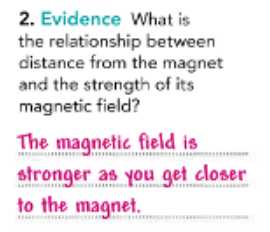 2. Evidence What is
the relationship between
distance from the magnet
and the strength of its
magnetic field?
The magnetic field is
stronger as you get closer
to the magnet.